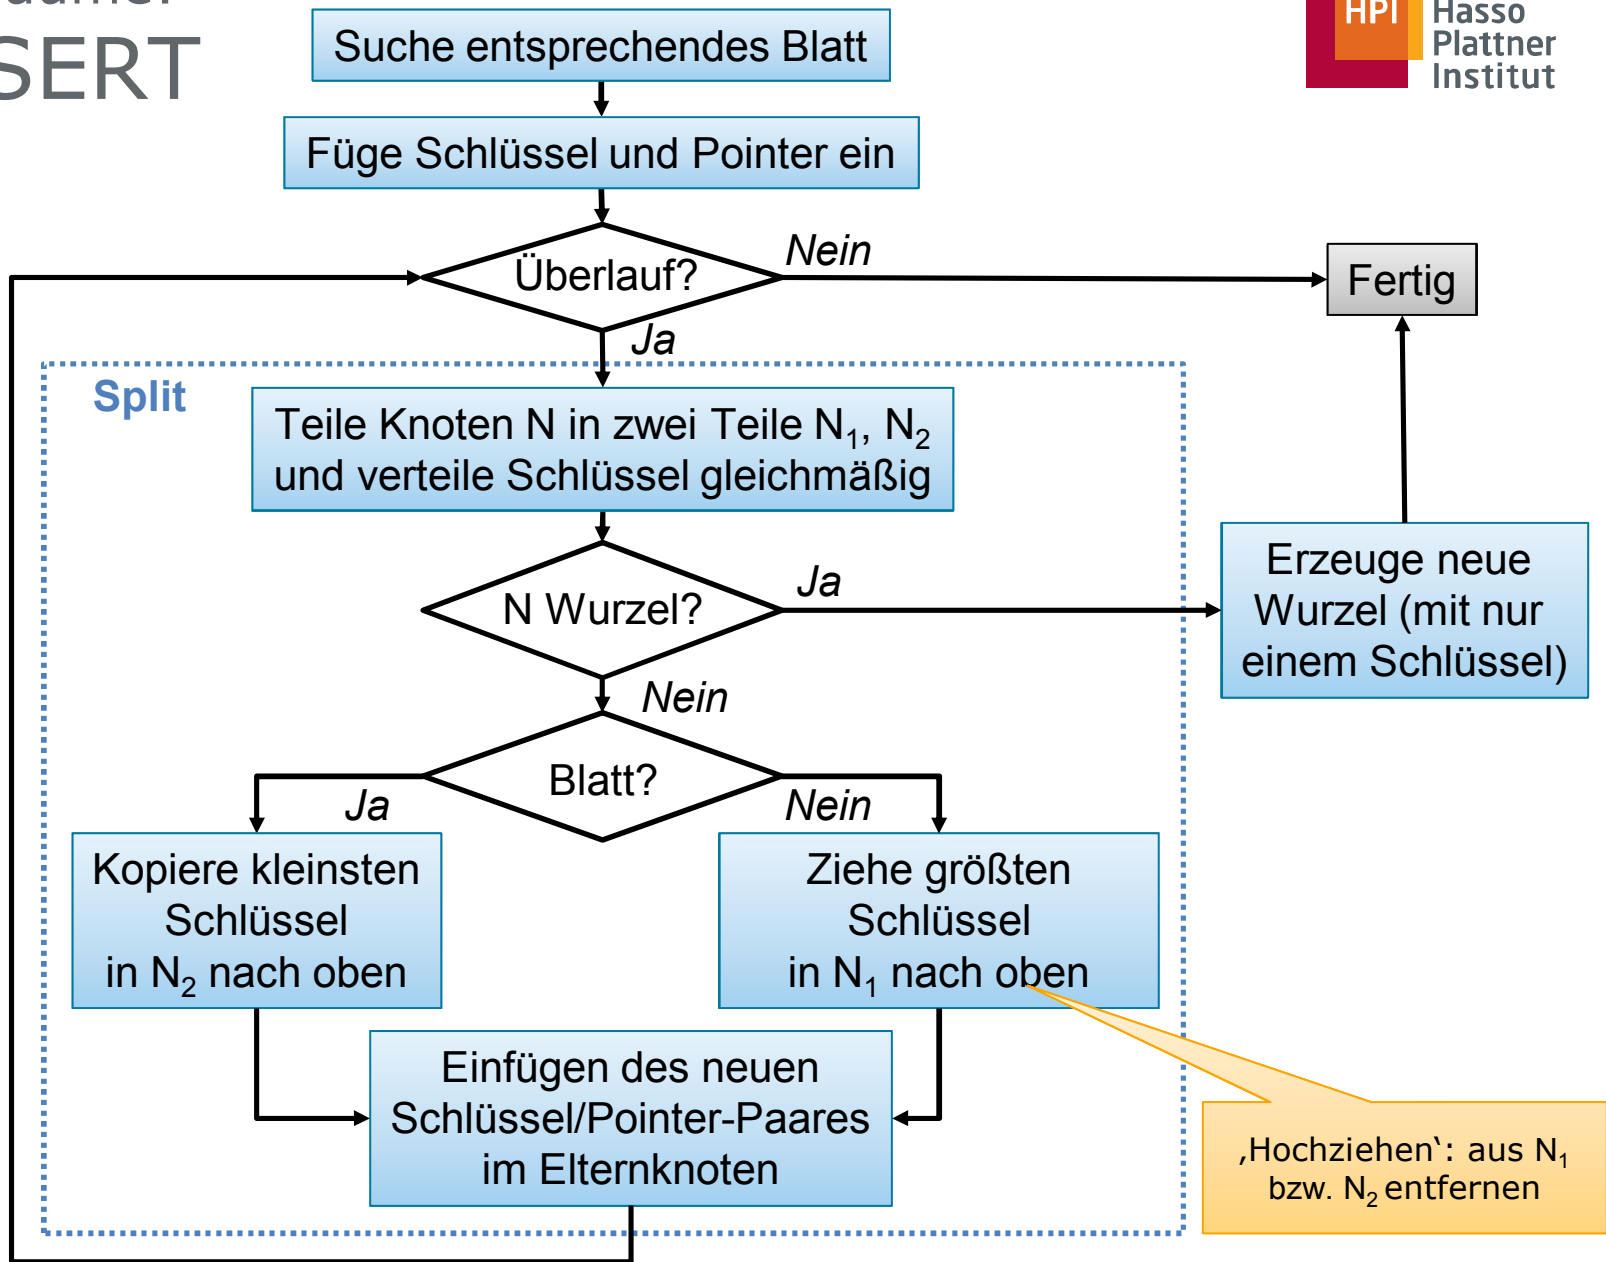 SERT
HPI
Hasso
Plattner
Institut
Suche entsprechendes Blatt
Füge Schlüssel und Pointer ein
Überlauf?
Nein
Fertig
Ja
Split
Teile Knoten N in zwei Teile N₁, N₂
und verteile Schlüssel gleichmäßig
N Wurzel?
Ja
Erzeuge neue
Wurzel (mit nur
einem Schlüssel)
Nein
Blatt?
Ja
Nein
Kopiere kleinsten
Schlüssel
in N₂ nach oben
Ziehe größten
Schlüssel
in N₁ nach oben
Einfügen des neuen
Schlüssel/Pointer-Paares
im Elternknoten
‚Hochziehen‛: aus N₁
bzw. N₂ entfernen